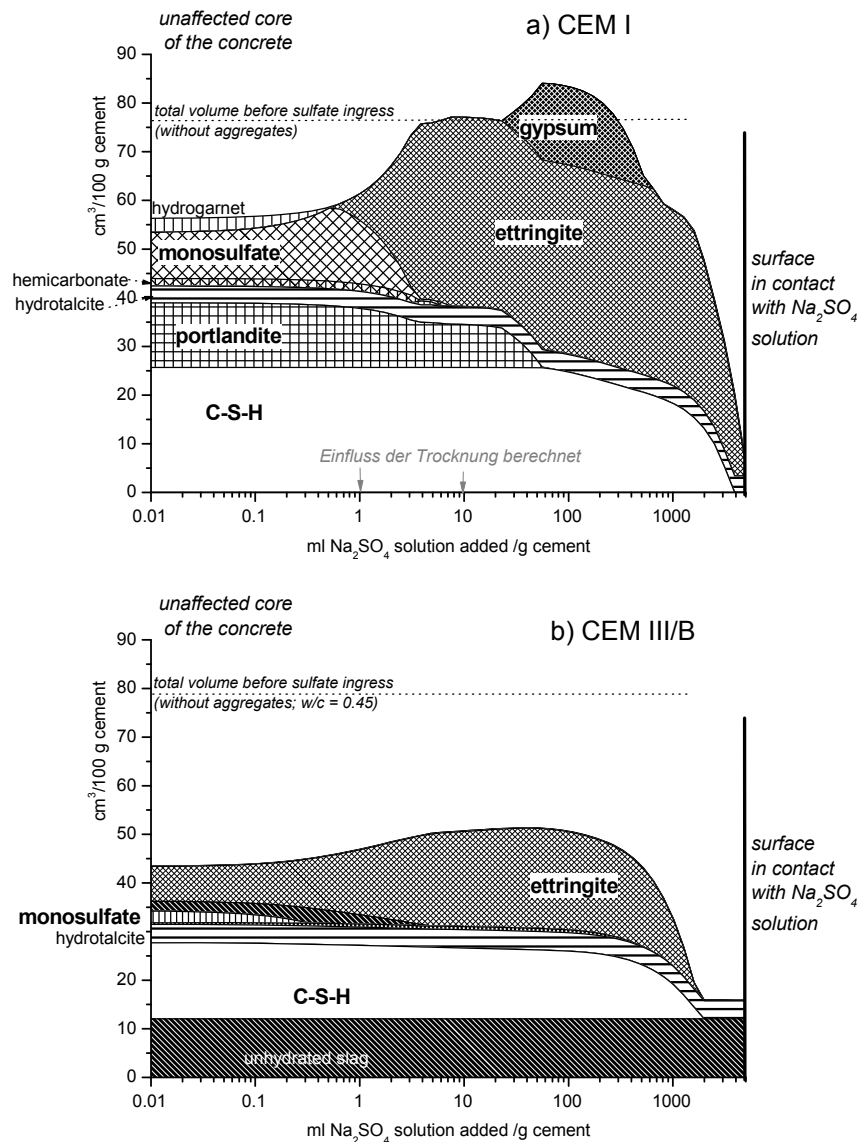 unaffected core
of the concrete
a) CEM I
90
80
70
60
50
40
30
20
10
0
cm³/100 g cement
total volume before sulfate ingress
(without aggregates)
gypsum
hydrogarnet
monosulfate
ettringite
hemicarbonate
hydrotalcite
portlandite
C-S-H
surface
in contact
with Na₂SO₄
solution
Einfluss der Trocknung berechnet
0.01
0.1
1
10
100
1000
ml Na₂SO₄ solution added /g cement
unaffected core
of the concrete
b) CEM III/B
90
80
70
60
50
40
30
20
10
0
cm³/100 g cement
total volume before sulfate ingress
(without aggregates; w/c = 0.45)
ettringite
monosulfate
hydrotalcite
C-S-H
unhydrated slag
surface
in contact
with Na₂SO₄
solution
0.01
0.1
1
10
100
1000
ml Na₂SO₄ solution added /g cement